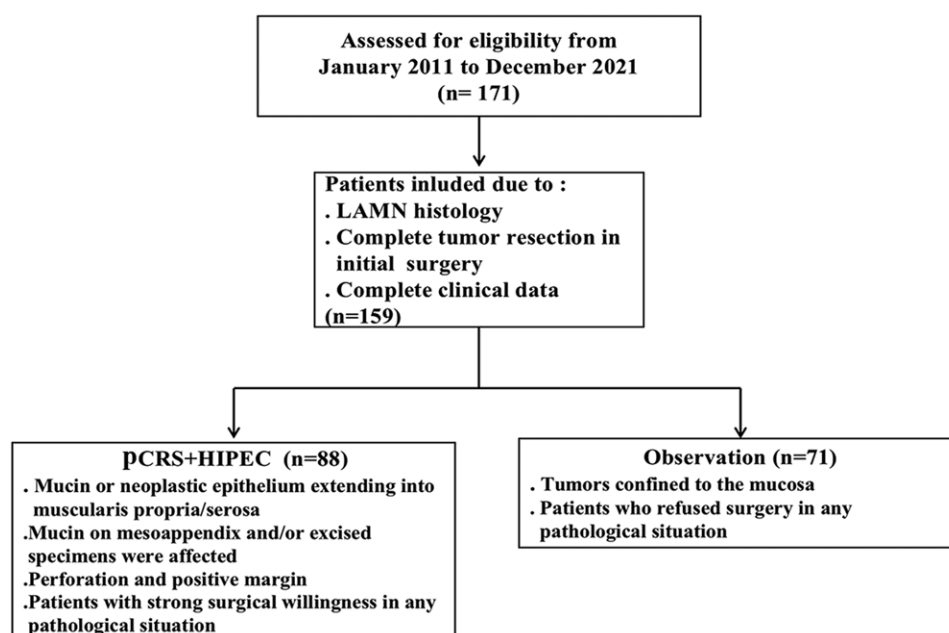 Assessed for eligibility from
January 2011 to December 2021
(n= 171)
Patients inluded due to :
. LAMN histology
. Complete tumor resection in
initial surgery
. Complete clinical data
(n=159)
pCRS+HIPEC (n=88)
. Mucin or neoplastic epithelium extending into
muscularis propria/serosa
.Mucin on mesoappendix and/or excised
specimens were affected
.Perforation and positive margin
.Patients with strong surgical willingness in any
pathological situation
Observation (n=71)
. Tumors confined to the mucosa
. Patients who refused surgery in any
pathological situation